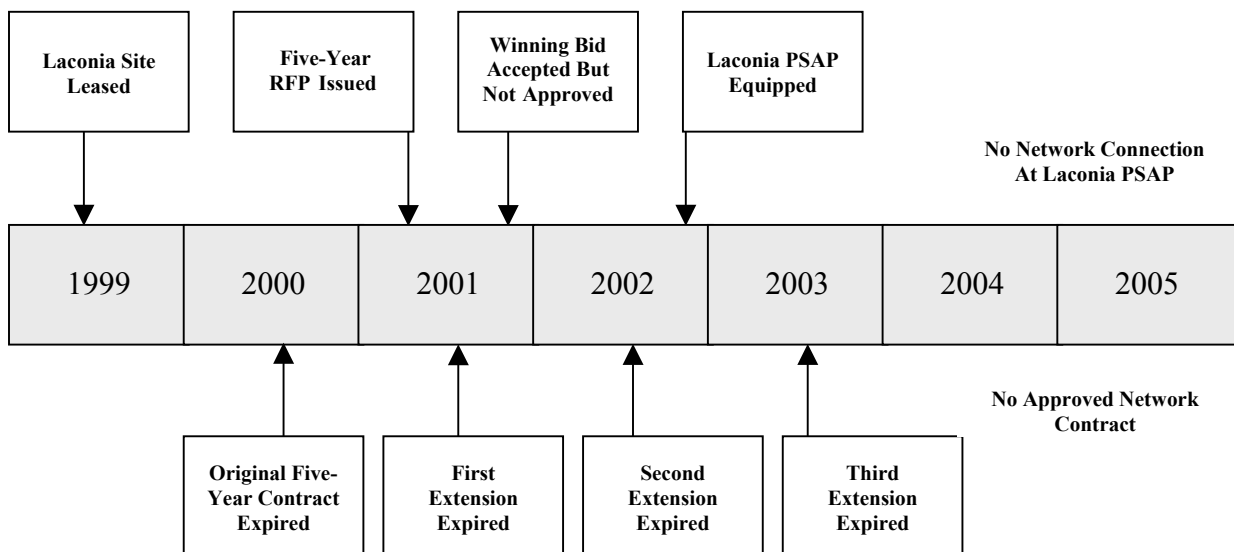 Laconia Site
Leased
Five-Year
RFP Issued
Winning Bid
Accepted But
Not Approved
Laconia PSAP
Equipped
No Network Connection
At Laconia PSAP
1999
2000
2001
2002
2003
2004
2005
No Approved Network
Contract
Original Five-
Year Contract
Expired
First
Extension
Expired
Second
Extension
Expired
Third
Extension
Expired